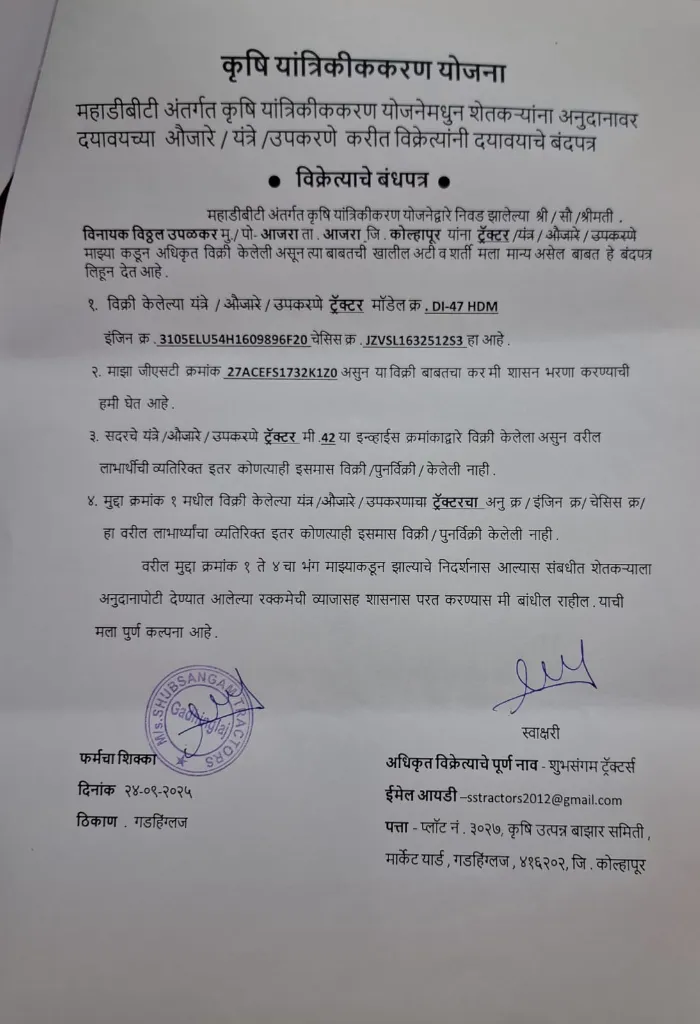 कृषि यांत्रिकीककरण योजना
महाडीबीटी अंतर्गत कृषि यांत्रिकीककरण योजनेमधुन शेतकऱ्यांना अनुदानावर
दयावयच्या औजारे / यंत्रे /उपकरणे करीत विक्रेत्यांनी दयावयाचे बंदपत्र
● विक्रेत्याचे बंधपत्र ●
महाडीबीटी अंतर्गत कृषि यांत्रिकीकरण योजनेद्वारे निवड झालेल्या श्री / सौ /श्रीमती .
विनायक विठ्ठल उपळकर मु./ पो- आजरा ता . आजरा जि . कोल्हापूर यांना ट्रॅक्टर /यंत्र / औजारे / उपकरणे
माझ्या कडून अधिकृत विक्री केलेली असून त्या बाबतची खालील अटी व शर्ती मला मान्य असेल बाबत हे बंदपत्र
लिहून देत आहे .
१. विक्री केलेल्या यंत्रे / औजारे / उपकरणे ट्रॅक्टर मॉडेल क्र . DI-47 HDM
इंजिन क्र . 3105ELU54H1609896F20 चेसिस क्र . JZVSL1632512S3 हा आहे .
२. माझा जीएसटी क्रमांक 27ACEFS1732K1Z0 असुन या विक्री बाबतचा कर मी शासन भरणा करण्याची
हमी घेत आहे .
३. सदरचे यंत्रे /औजारे / उपकरणे ट्रॅक्टर मी .42 या इन्व्हाईस क्रमांकाद्वारे विक्री केलेला असुन वरील
लाभार्थीची व्यतिरिक्त इतर कोणत्याही इसमास विक्री /पुनर्विक्री / केलेली नाही .
४. मुद्दा क्रमांक १ मधील विक्री केलेल्या यंत्र /औजारे / उपकरणाचा ट्रॅक्टरचा अनु क्र / इंजिन क्र/ चेसिस क्र/
हा वरील लाभार्थ्यांचा व्यतिरिक्त इतर कोणत्याही इसमास विक्री / पुनर्विक्री केलेली नाही .
वरील मुद्दा क्रमांक १ ते ४ चा भंग माझ्याकडून झाल्याचे निदर्शनास आल्यास संबधीत शेतकऱ्याला
अनुदानापोटी देण्यात आलेल्या रक्कमेची व्याजासह शासनास परत करण्यास मी बांधील राहील . याची
मला पुर्ण कल्पना आहे .
M/s. SHUBSANGAM TRACTORS
Gadhinglaj
स्वाक्षरी
फर्मचा शिक्का
अधिकृत विक्रेत्याचे पूर्ण नाव - शुभसंगम ट्रॅक्टर्स
दिनांक २४-०९-२०२५
ईमेल आयडी –sstractors2012@gmail.com
ठिकाण . गडहिंग्लज
पत्ता - प्लॉट नं . ३०२७, कृषि उत्पन्न बाझार समिती ,
मार्केट यार्ड , गडहिंग्लज , ४१६२०२, जि . कोल्हापूर